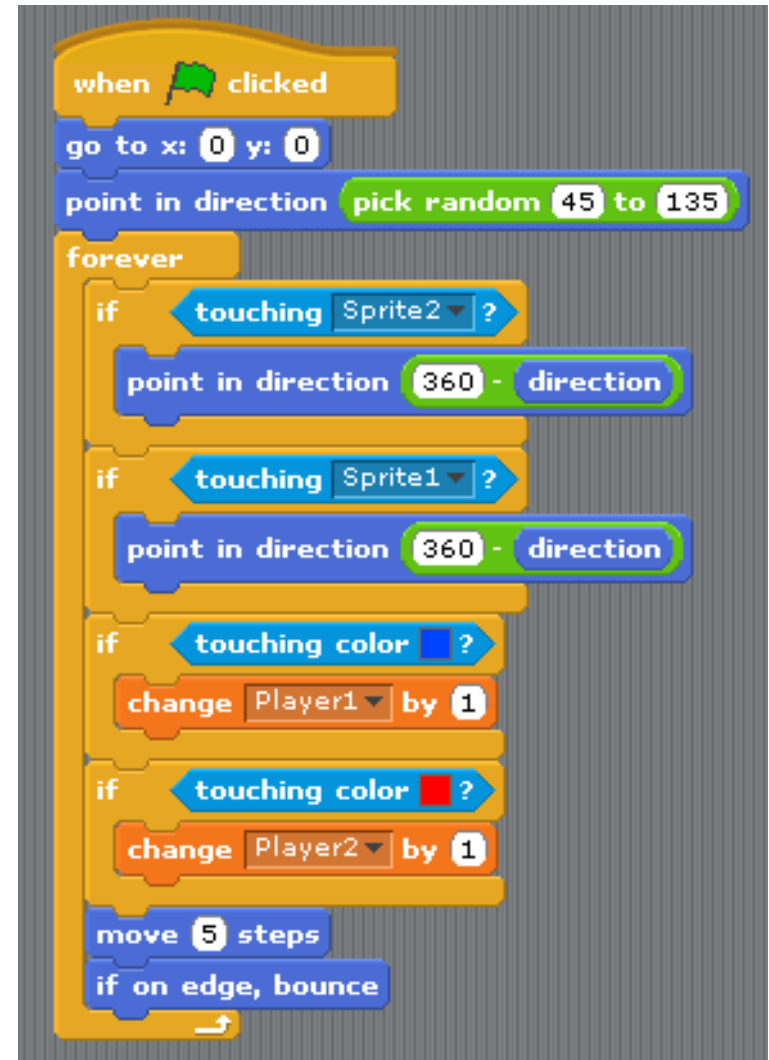 when clicked
go to x: 0 y: 0
point in direction pick random 45 to 135
forever
if touching Sprite2 ?
point in direction 360 - direction
if touching Sprite1 ?
point in direction 360 - direction
if touching color ?
change Player1 by 1
if touching color ?
change Player2 by 1
move 5 steps
if on edge, bounce